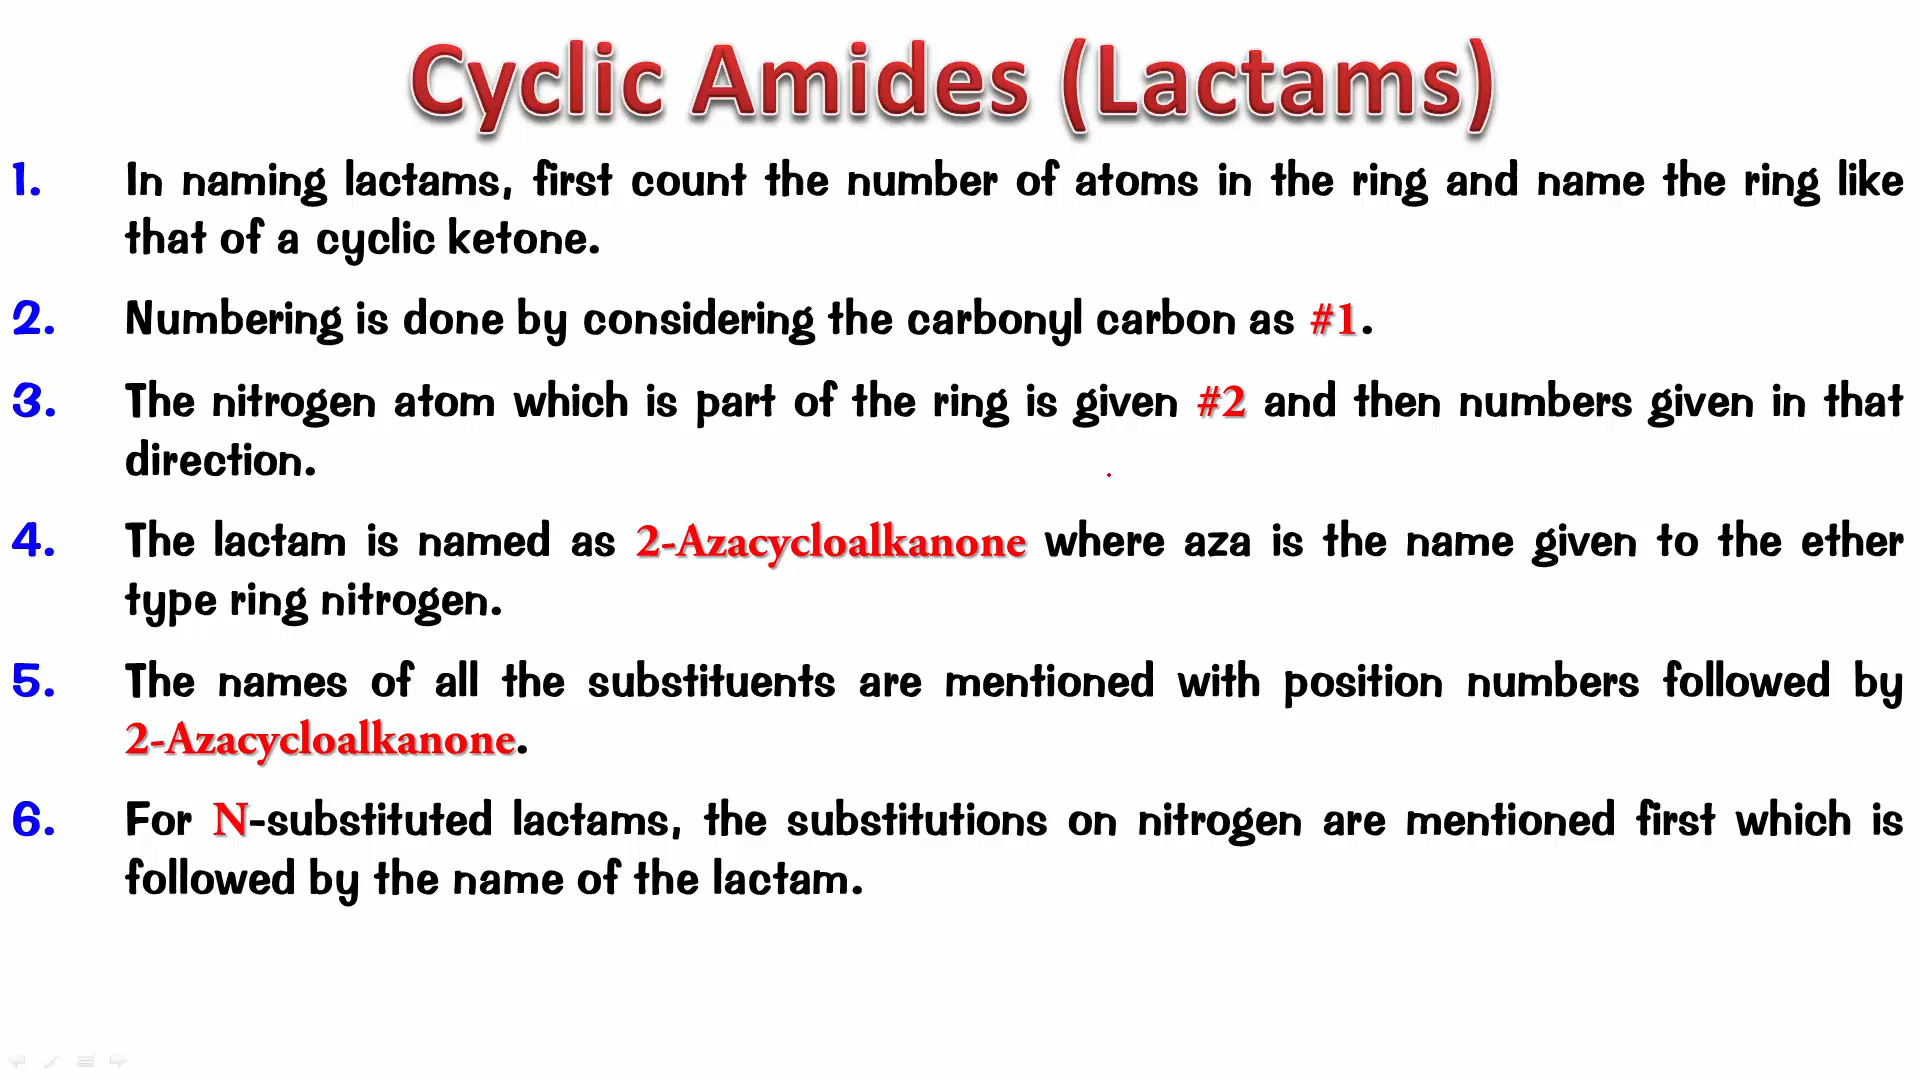 Cyclic Amides (Lactams)
1. In naming lactams, first count the number of atoms in the ring and name the ring like
that of a cyclic ketone.
2. Numbering is done by considering the carbonyl carbon as #1.
3. The nitrogen atom which is part of the ring is given #2 and then numbers given in that
direction.
4. The lactam is named as 2-Azacycloalkanone where aza is the name given to the ether
type ring nitrogen.
5. The names of all the substituents are mentioned with position numbers followed by
2-Azacycloalkanone.
6. For N-substituted lactams, the substitutions on nitrogen are mentioned first which is
followed by the name of the lactam.